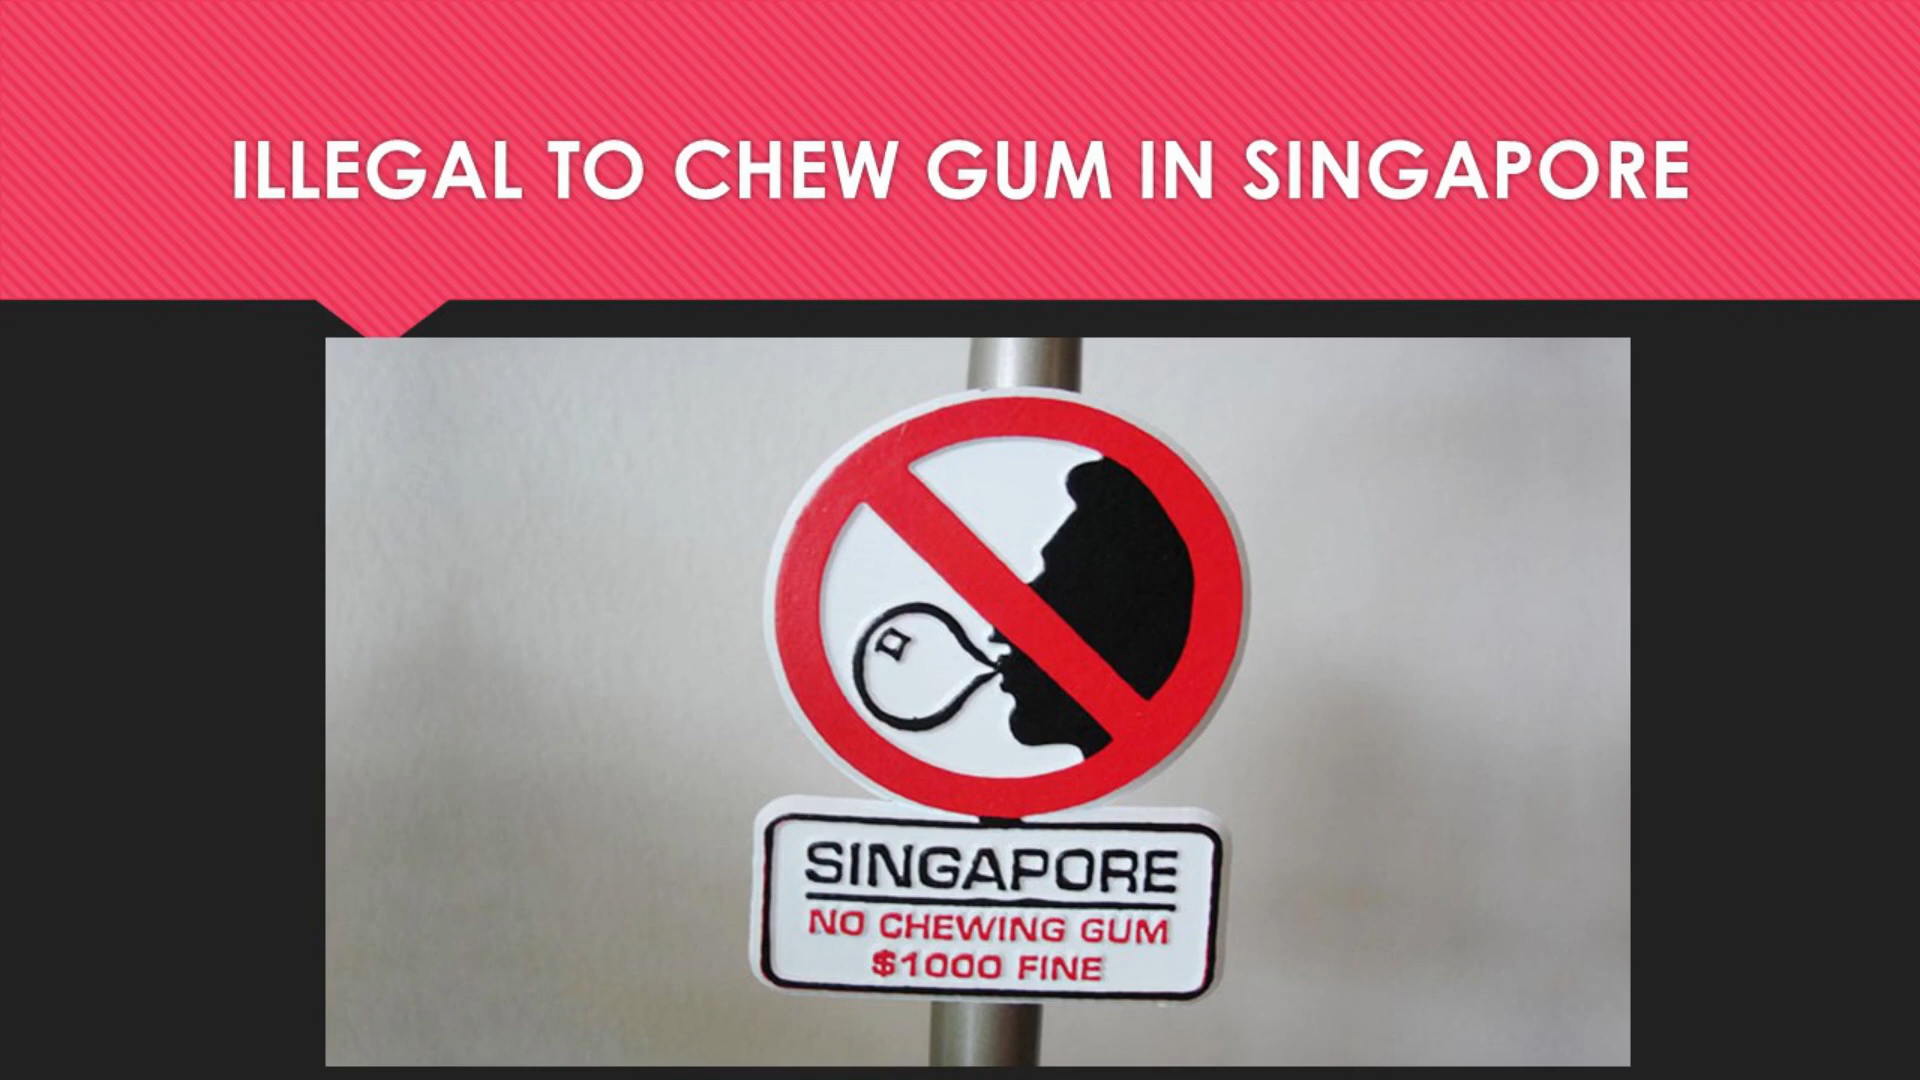 ILLEGAL TO CHEW GUM IN SINGAPORE
SINGAPORE
NO CHEWING GUM
$1000 FINE